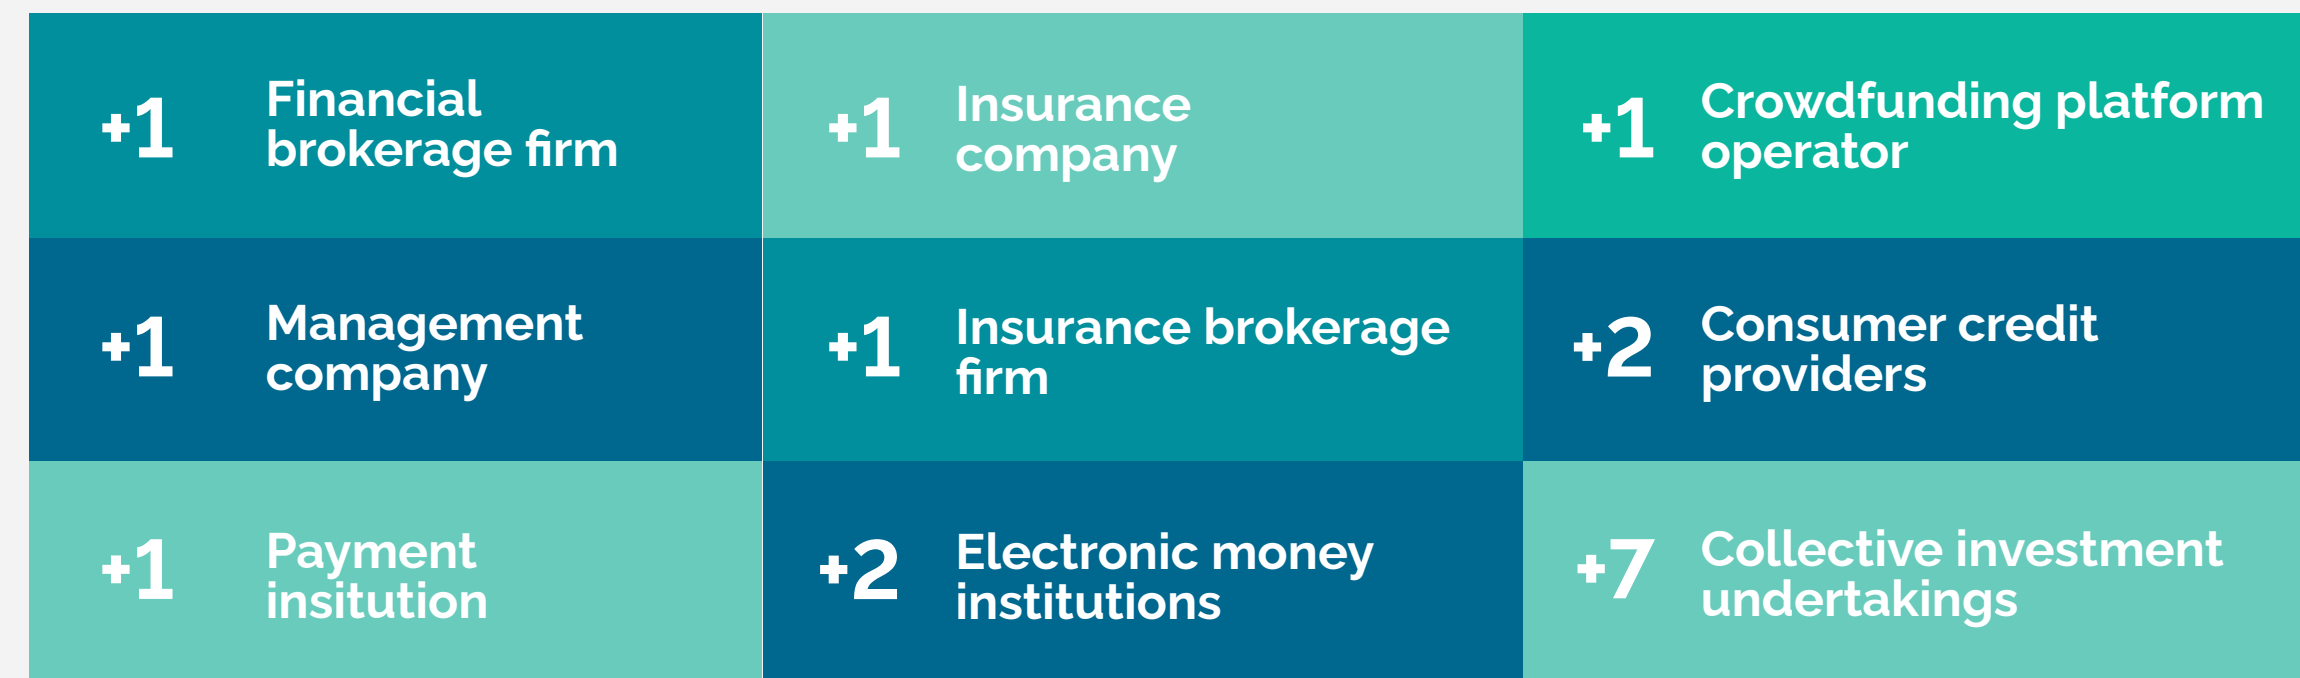 +1
Financial
brokerage firm
+1
Insurance
company
+1
Crowdfunding platform
operator
+1
Management
company
+1
Insurance brokerage
firm
+2
Consumer credit
providers
+1
Payment
insitution
+2
Electronic money
institutions
+7
Collective investment
undertakings